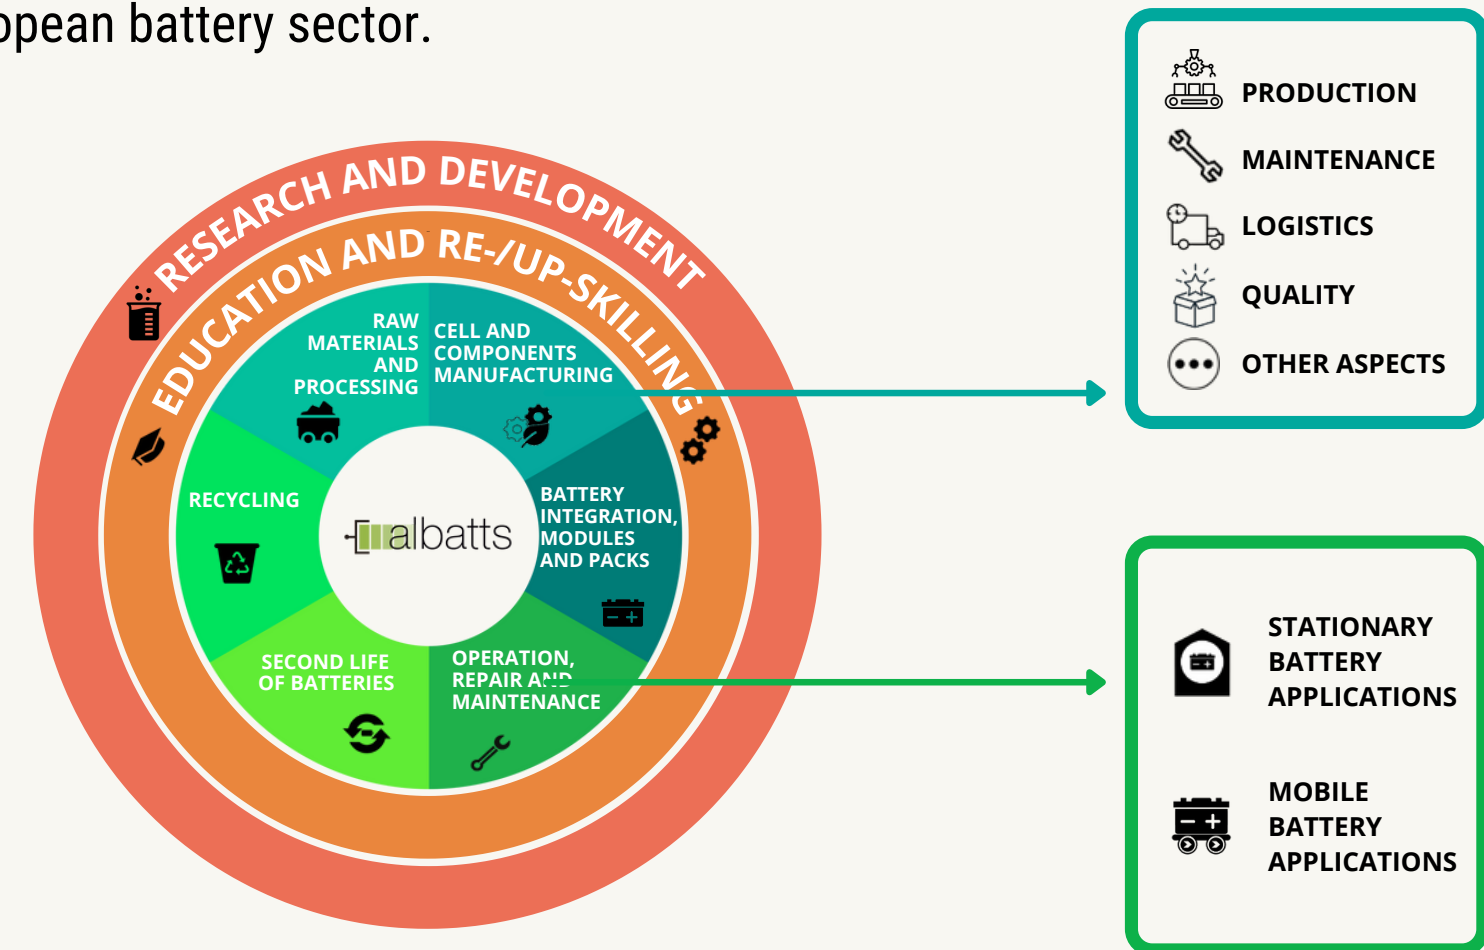 opean battery sector.
RESEARCH AND DEVELOPMENT
EDUCATION AND RE-/UP-SKILLING
RAW
MATERIALS
AND
PROCESSING
CELL AND
COMPONENTS
MANUFACTURING
BATTERY
INTEGRATION,
MODULES
AND PACKS
OPERATION,
REPAIR AND
MAINTENANCE
SECOND LIFE
OF BATTERIES
RECYCLING
albatts
PRODUCTION
MAINTENANCE
LOGISTICS
QUALITY
OTHER ASPECTS
STATIONARY
BATTERY
APPLICATIONS
MOBILE
BATTERY
APPLICATIONS